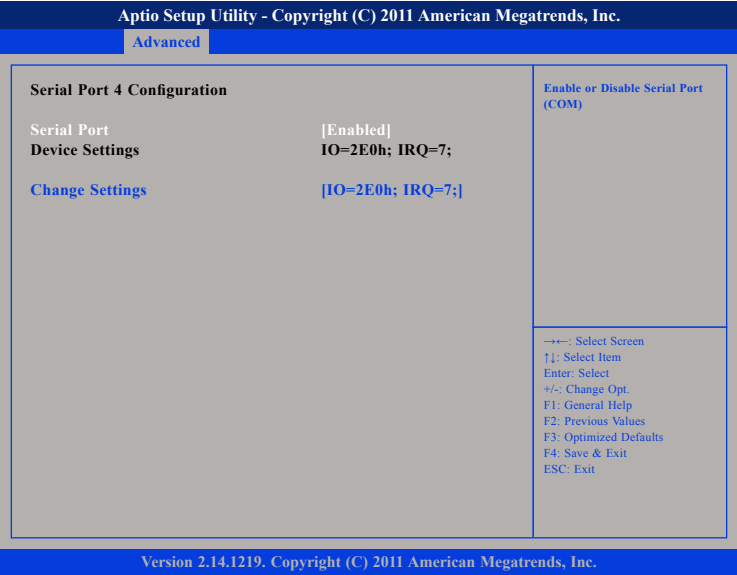 Aptio Setup Utility - Copyright (C) 2011 American Megatrends, Inc.
Advanced
Serial Port 4 Configuration
Serial Port [Enabled]
Device Settings IO=2E0h; IRQ=7;
Change Settings [IO=2E0h; IRQ=7;]
Enable or Disable Serial Port
(COM)
→←: Select Screen
↑↓: Select Item
Enter: Select
+/-: Change Opt.
F1: General Help
F2: Previous Values
F3: Optimized Defaults
F4: Save & Exit
ESC: Exit
Version 2.14.1219. Copyright (C) 2011 American Megatrends, Inc.